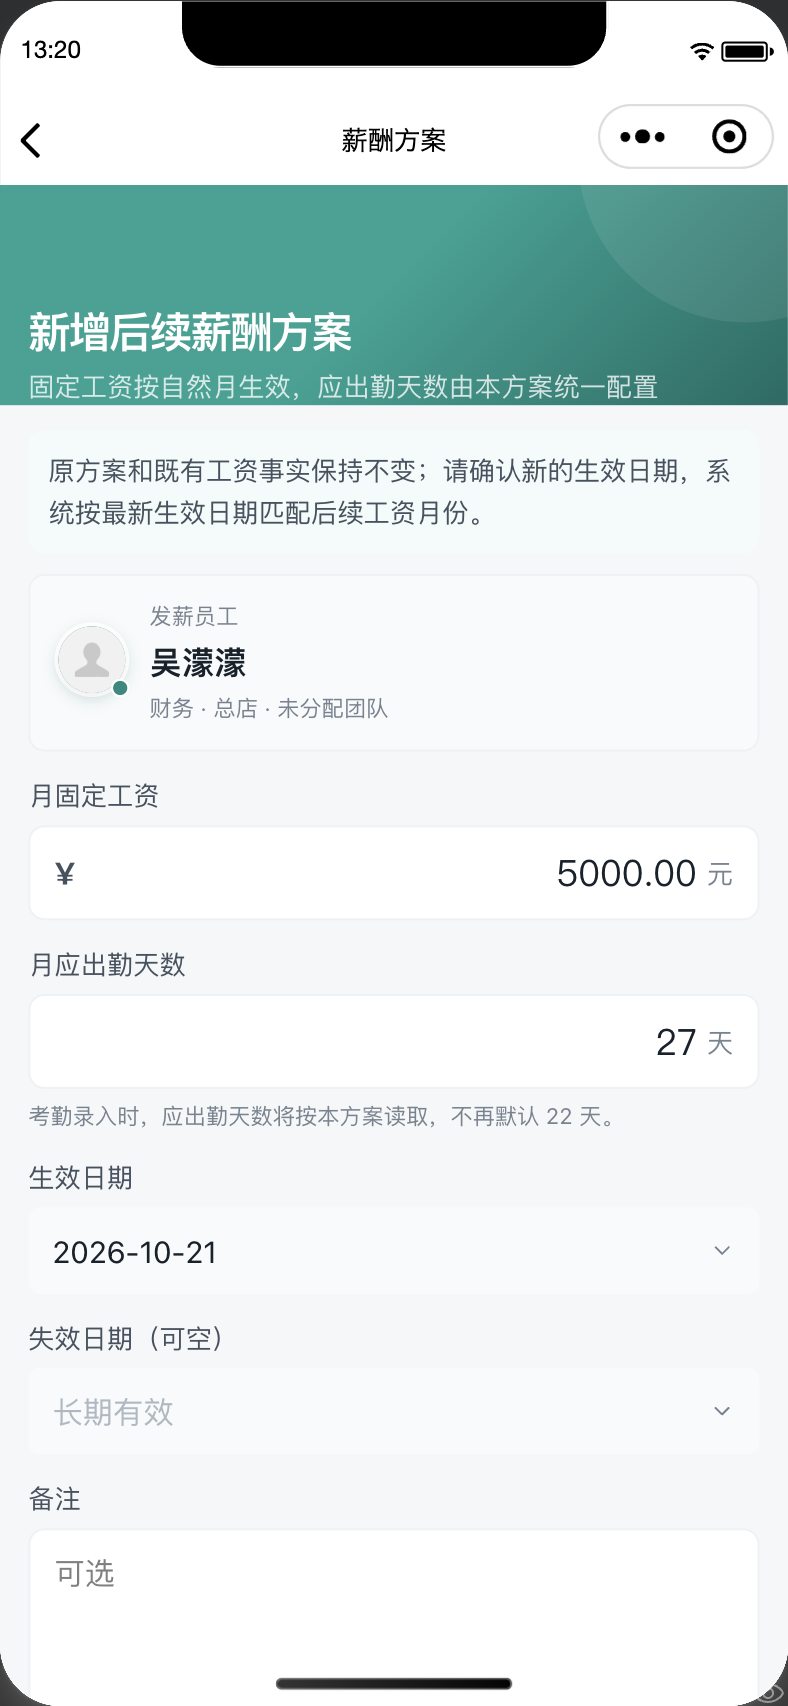 13:20
薪酬方案
新增后续薪酬方案
固定工资按自然月生效，应出勤天数由本方案统一配置
原方案和既有工资事实保持不变；请确认新的生效日期，系
统按最新生效日期匹配后续工资月份。
发薪员工
吴濛濛
财务 · 总店 · 未分配团队
月固定工资
¥ 5000.00 元
月应出勤天数
27 天
考勤录入时，应出勤天数将按本方案读取，不再默认 22 天。
生效日期
2026-10-21
失效日期（可空）
长期有效
备注
可选